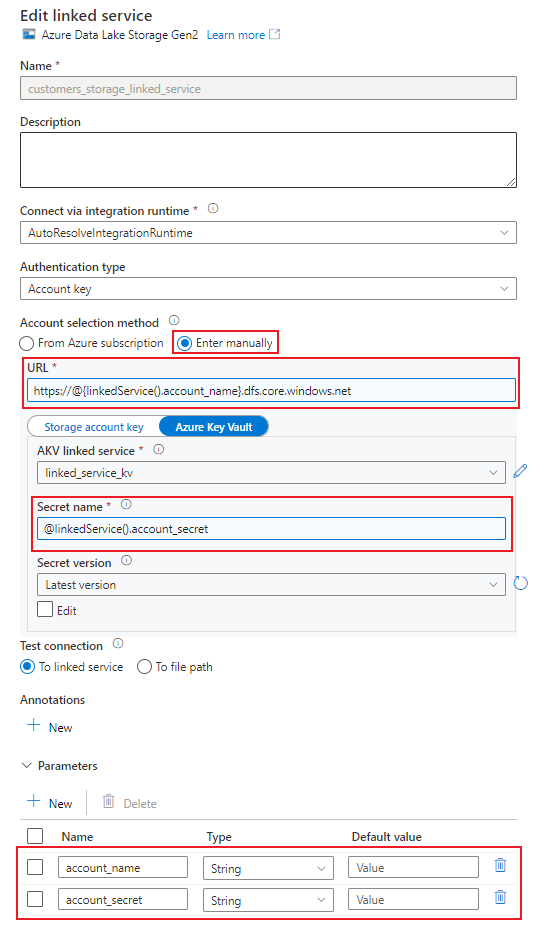 Edit linked service
Azure Data Lake Storage Gen2 Learn more
Name *
customers_storage_linked_service
Description
Connect via integration runtime *
AutoResolveIntegrationRuntime
Authentication type
Account key
Account selection method
From Azure subscription Enter manually
URL *
https://@{linkedService().account_name}.dfs.core.windows.net
Storage account key Azure Key Vault
AKV linked service *
linked_service_kv
Secret name *
@linkedService().account_secret
Secret version
Latest version
Edit
Test connection
To linked service To file path
Annotations
New
Parameters
New Delete
Name Type Default value
account_name String Value
account_secret String Value